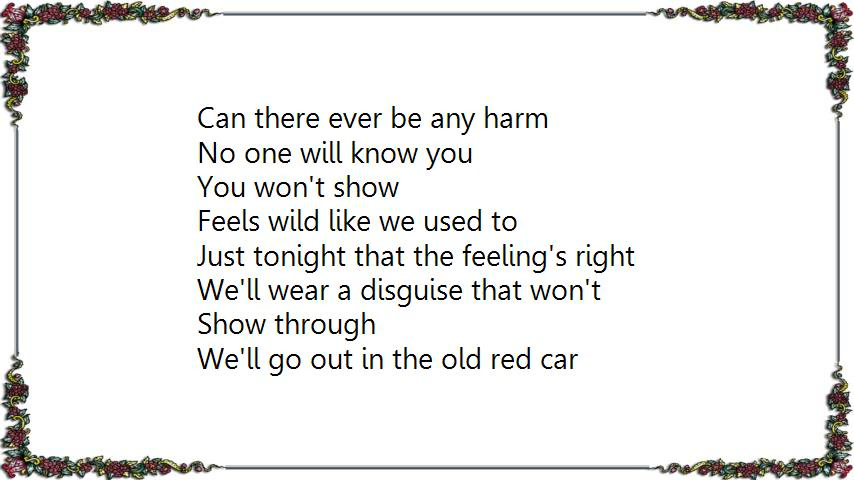 Can there ever be any harm
No one will know you
You won't show
Feels wild like we used to
Just tonight that the feeling's right
We'll wear a disguise that won't
Show through
We'll go out in the old red car